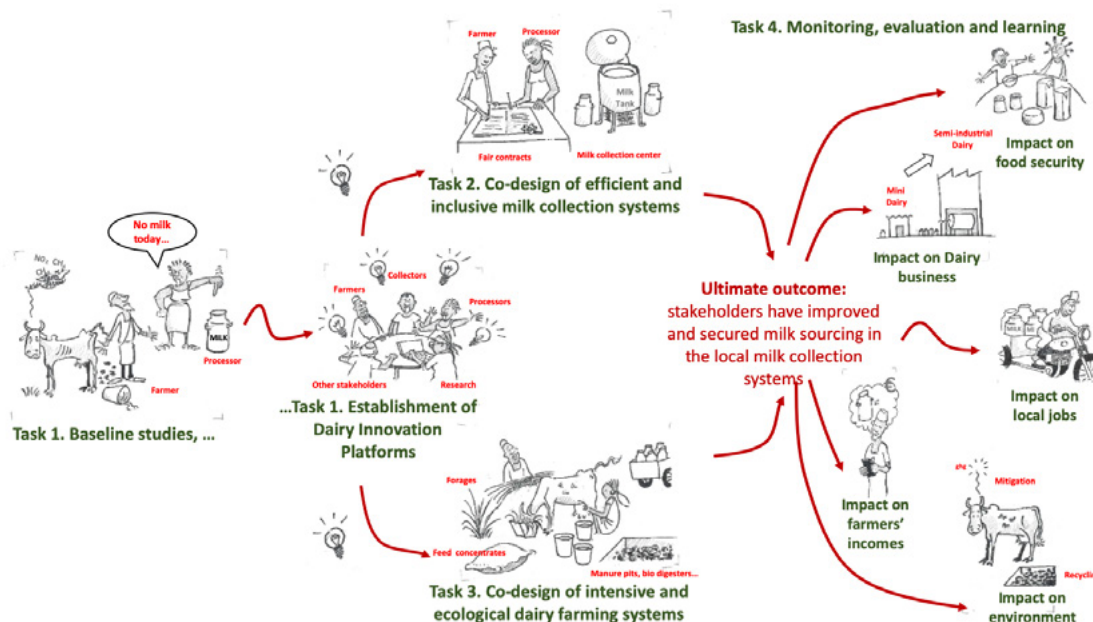 No milk
today...
NO₂ CH₄
MILK
Processor
Farmer
Task 1. Baseline studies, ...
Farmers
Collectors
Processors
Other stakeholders
Research
...Task 1. Establishment of
Dairy Innovation
Platforms
Farmer
Processor
Milk
Tank
Fair contracts
Milk collection center
Task 2. Co-design of efficient and
inclusive milk collection systems
Forages
Feed concentrates
Manure pits, bio digesters...
Task 3. Co-design of intensive and
ecological dairy farming systems
Ultimate outcome:
stakeholders have improved
and secured milk sourcing in
the local milk collection
systems
Task 4. Monitoring, evaluation and learning
Impact on
food security
Semi-industrial
Dairy
Mini
Dairy
Impact on Dairy
business
MILK
Impact on
local jobs
Impact on
farmers'
incomes
Mitigation
Recyclin
Impact on
environment